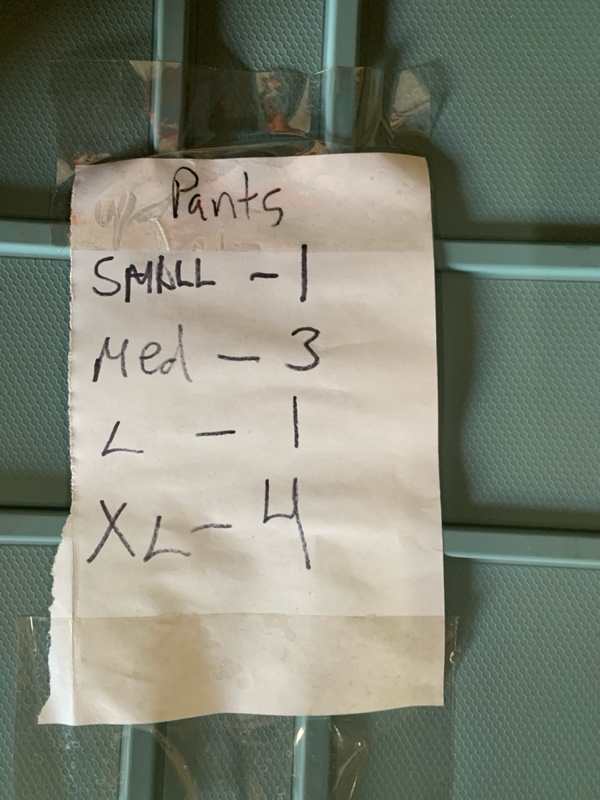 Pants
SMALL - 1
Med - 3
L - 1
XL - 4